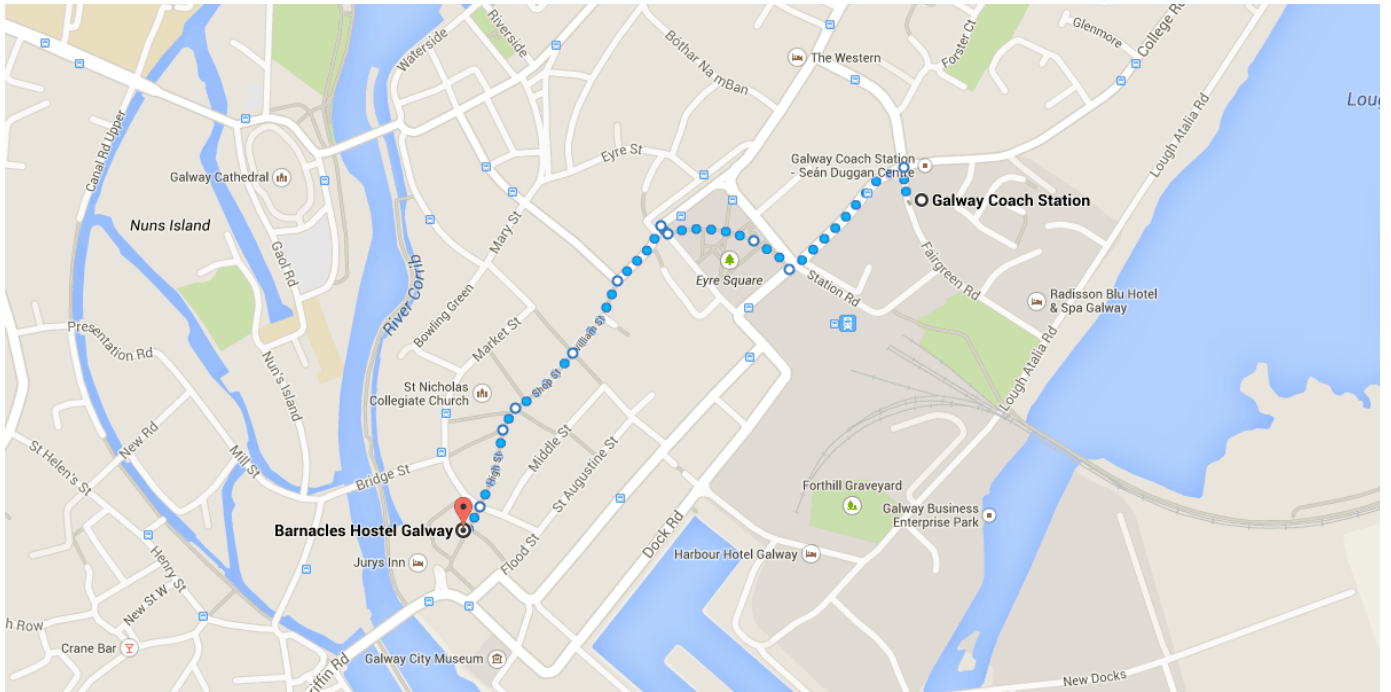 Waterside
Riverside
Bóthar Na mBan
The Western
Forster Ct
Glenmore
College Rd
Loug
Canal Rd Upper
Eyre St
Galway Coach Station
- Seán Duggan Centre
Lough Atalia Rd
Galway Cathedral
Galway Coach Station
Nuns Island
Mary St
Gaol Rd
River Corrib
Fairgreen Rd
Eyre Square
Station Rd
Radisson Blu Hotel
& Spa Galway
Bowling Green
Presentation Rd
Market St
William St
Lough Atalia Rd
St Nicholas
Collegiate Church
Shop St
Nun's Island
New Rd
Middle St
St Helen's St
Mill St
Bridge St
High St
St Augustine St
Forthill Graveyard
Galway Business
Enterprise Park
Barnacles Hostel Galway
Dock Rd
Flood St
Harbour Hotel Galway
Jurys Inn
Henry St
New St W
h Row
Crane Bar
Galway City Museum
iffin Rd
New Docks